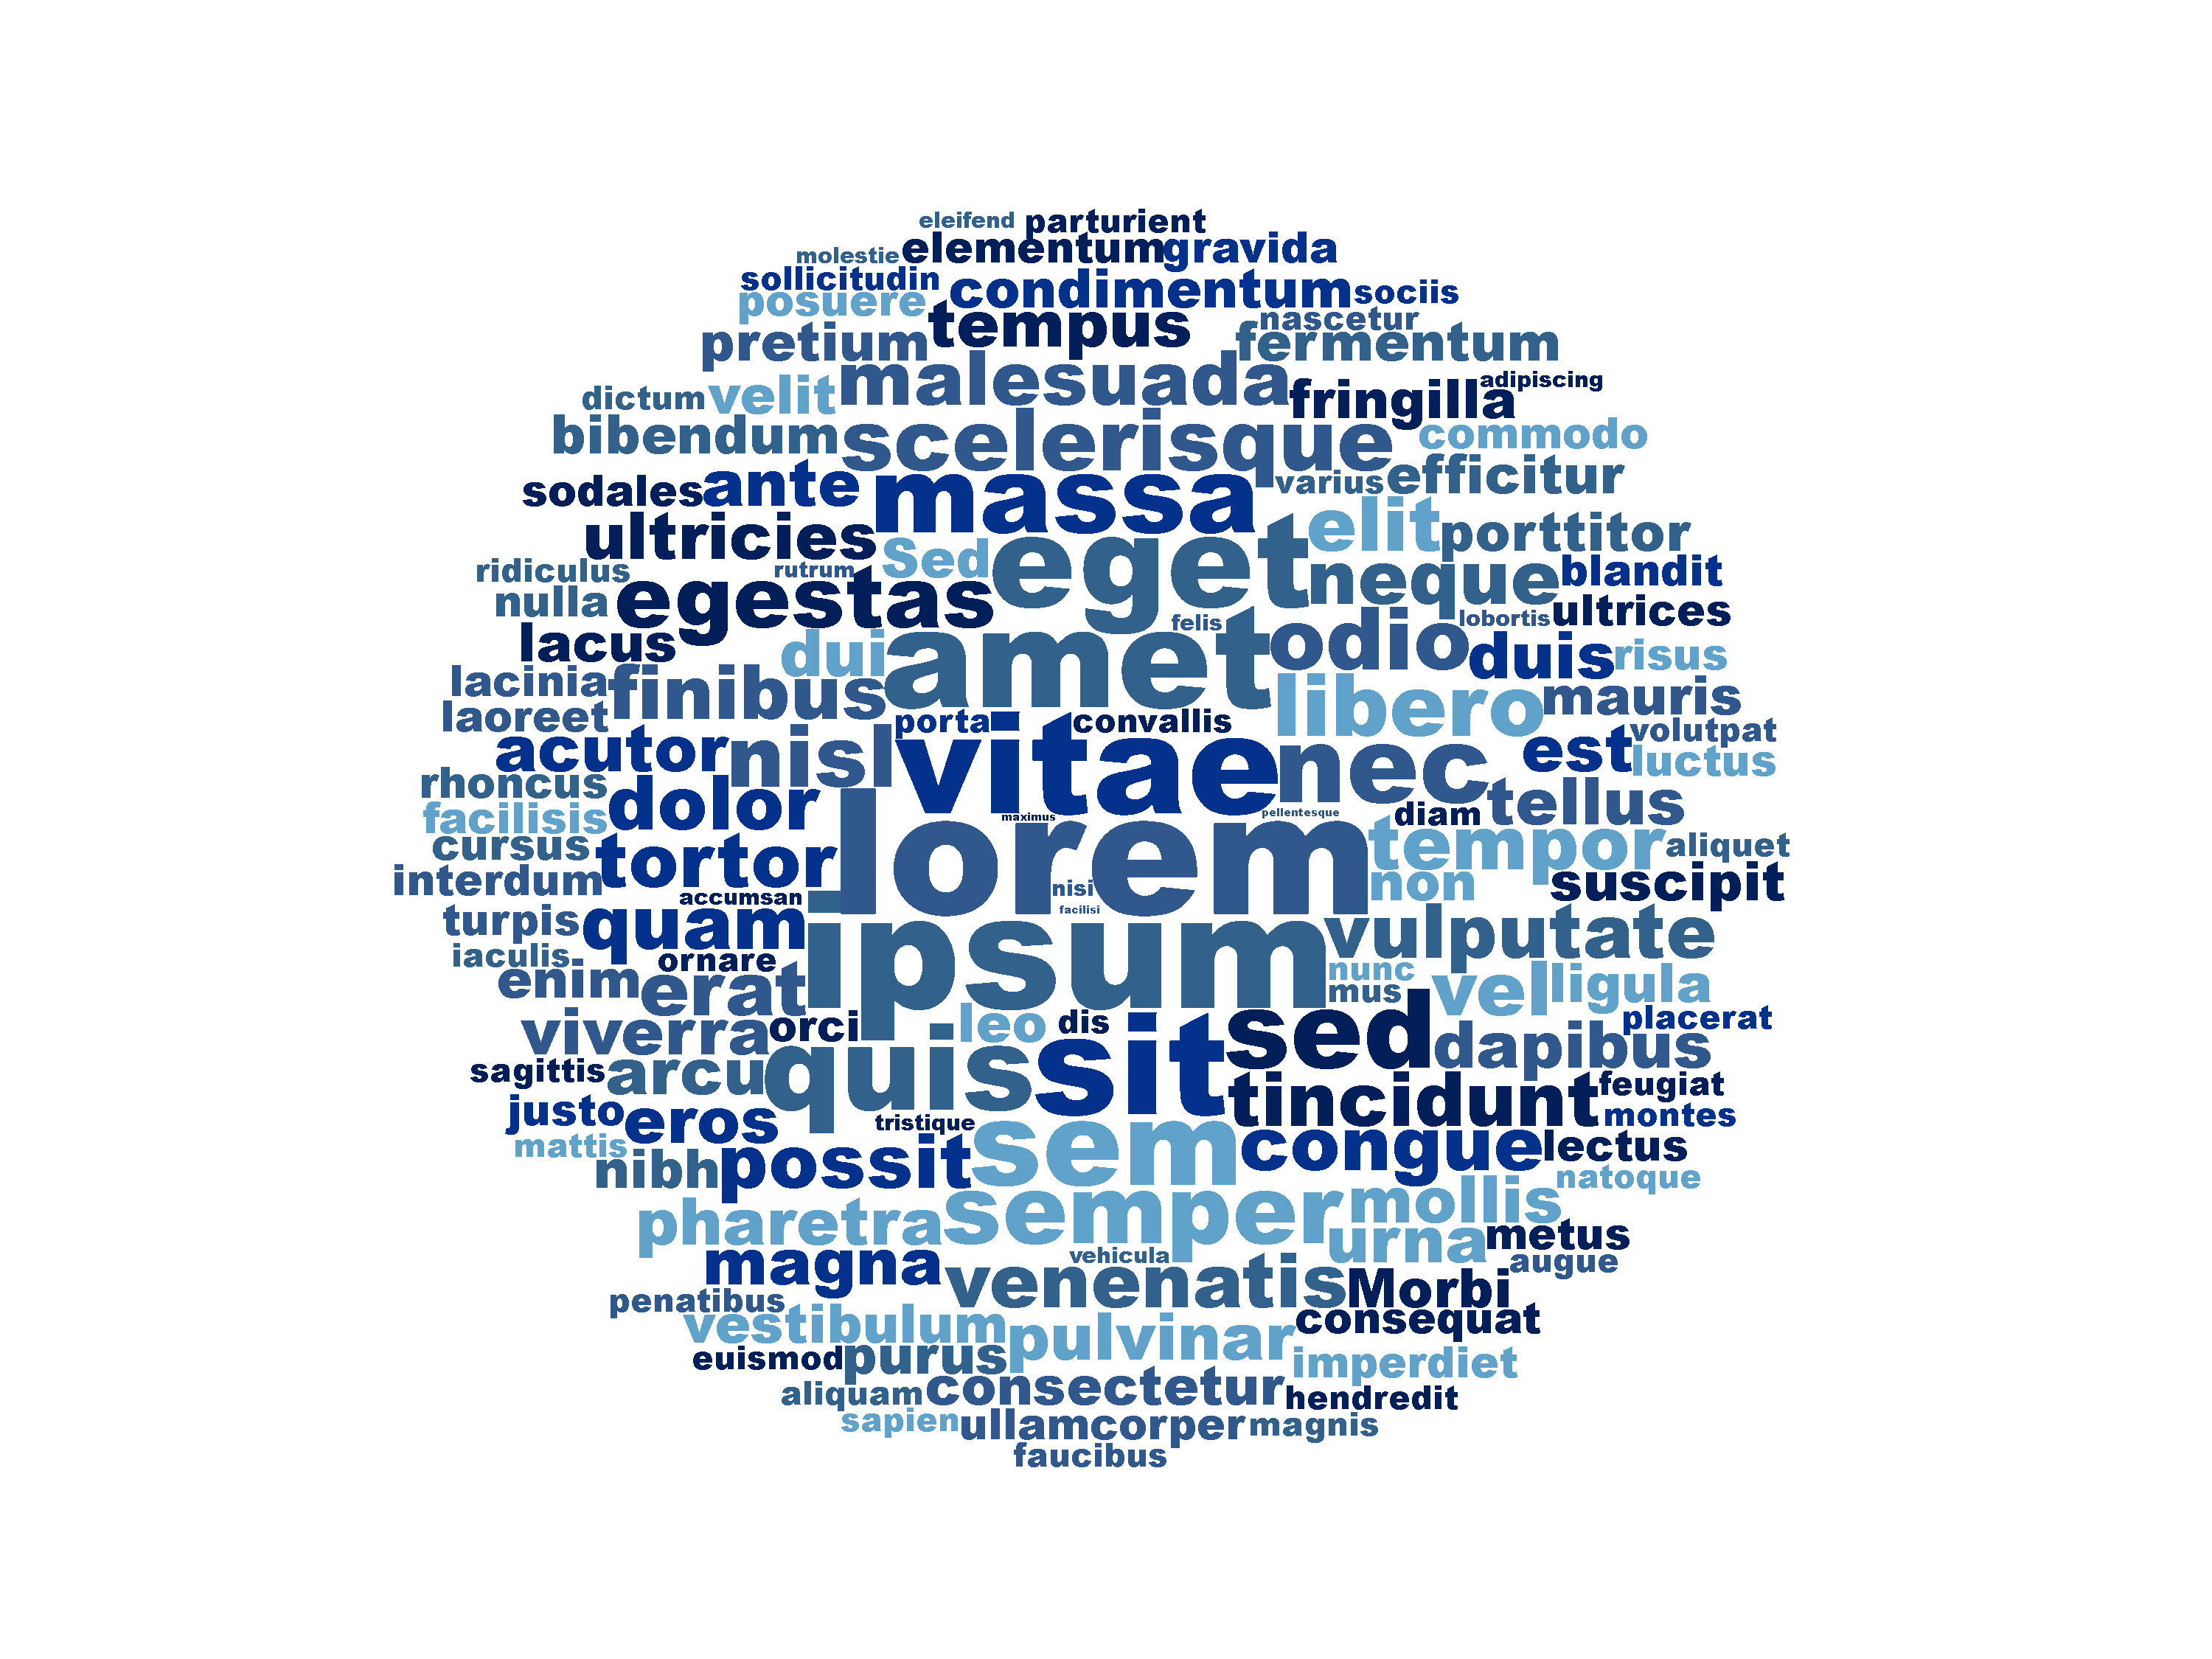 eleifend parturient
molestie elementum gravida
sollicitudin condimentum sociis
posuere tempus nascetur
pretium fermentum
malesuada adipiscing
dictum velit fringilla
bibendum scelerisque commodo
sodales ante massa varius efficitur
ultricies Sed eget elit porttitor
ridiculus rutrum neque blandit
nulla egestas felis lobortis ultrices
lacus dui amet odio duis risus
lacinia finibus libero mauris
laoreet porta convallis volutpat
acutor nisl vitae nec est luctus
rhoncus dolor diam tellus
facilisis maximus pellentesque
cursus tortor lorem tempor aliquet
interdum accumsan nisi non suscipit
turpis quam facilisi vulputate
iaculis ornare ipsum nunc
enim erat mus vel ligula
viverra orci leo dis sed placerat
sagittis arcu quis sit dapibus
justo eros tristique tincidunt feugiat
montes
mattis nibh possit sem congue lectus
natoque
pharetra semper mollis
magna vehicula urna metus
augue
penatibus venenatis Morbi
vestibulum pulvinar consequat
euismod purus imperdiet
aliquam consectetur hendredit
sapien ullamcorper magnis
faucibus